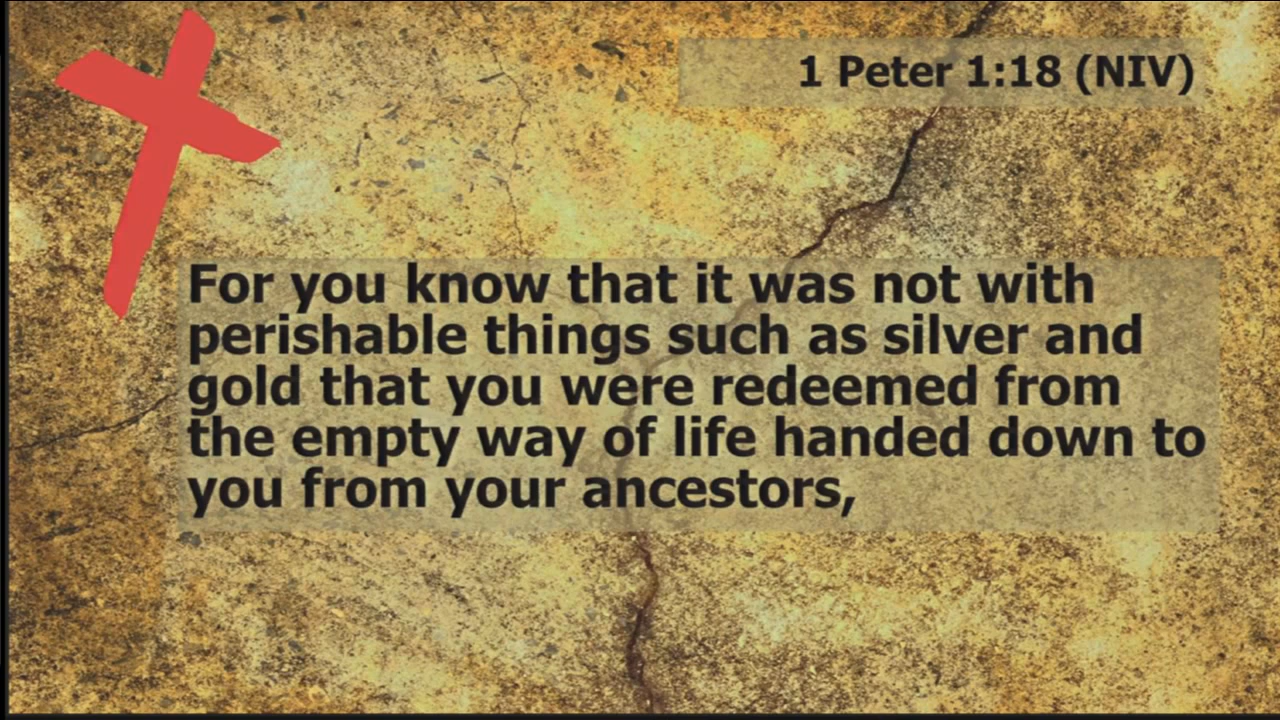 1 Peter 1:18 (NIV)
For you know that it was not with
perishable things such as silver and
gold that you were redeemed from
the empty way of life handed down to
you from your ancestors,